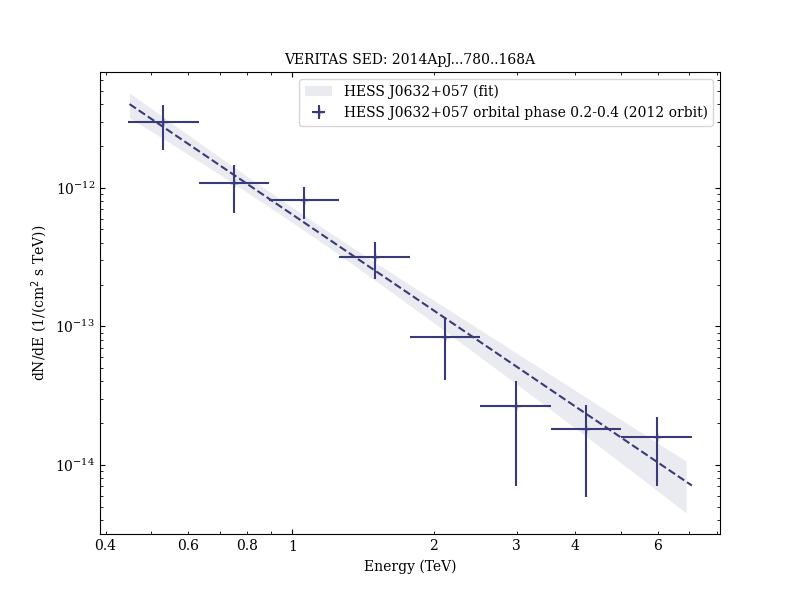 VERITAS SED: 2014ApJ...780..168A
HESS J0632+057 (fit)
HESS J0632+057 orbital phase 0.2-0.4 (2012 orbit)
dN/dE (1/(cm² s TeV))
10⁻¹²
10⁻¹³
10⁻¹⁴
0.4 0.6 0.8 1 2 3 4 6
Energy (TeV)